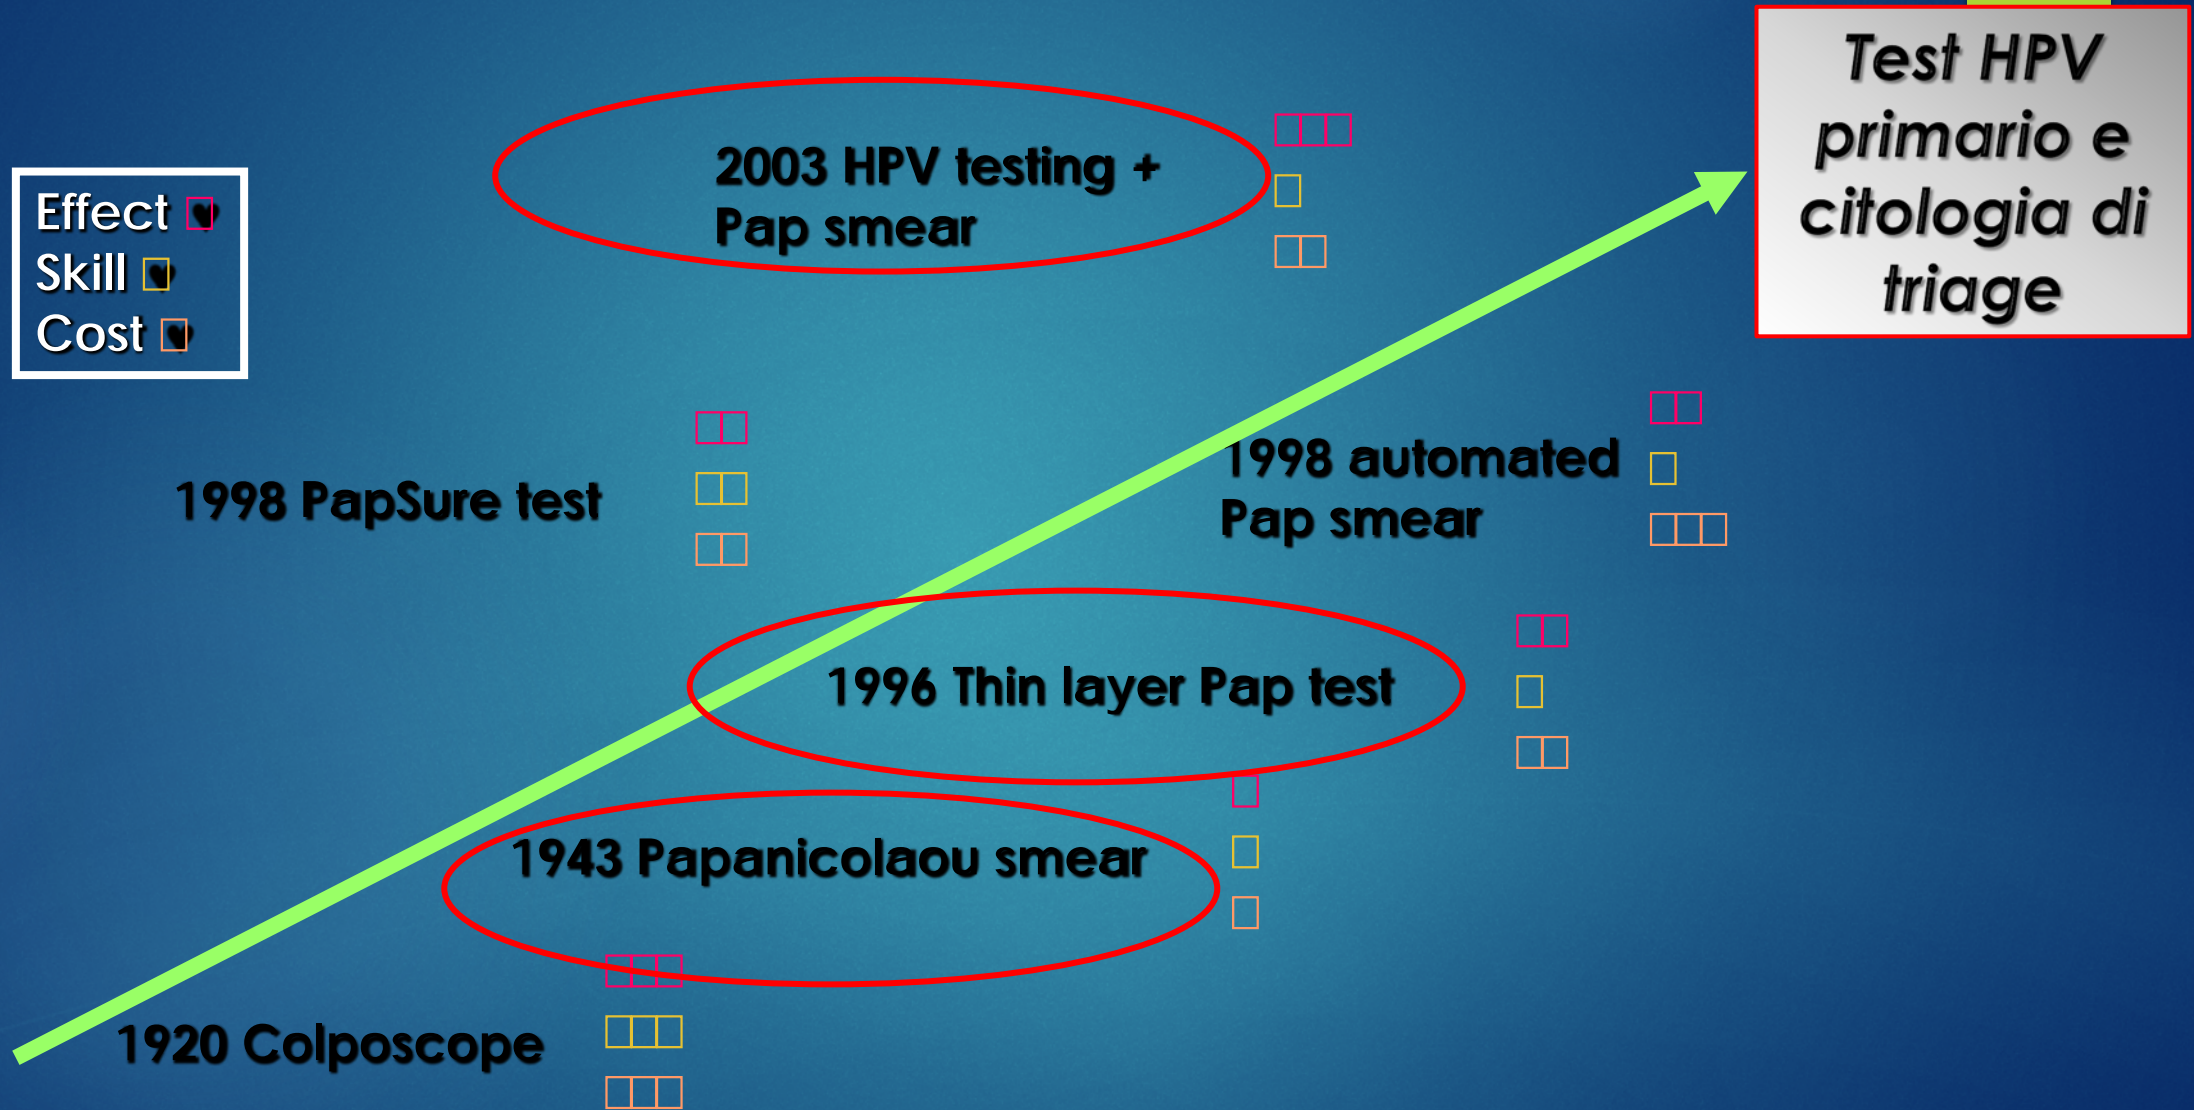 Test HPV
primario e
citologia di
triage
2003 HPV testing +
Pap smear
Effect
Skill
Cost
1998 PapSure test
1998 automated
Pap smear
1996 Thin layer Pap test
1943 Papanicolaou smear
1920 Colposcope